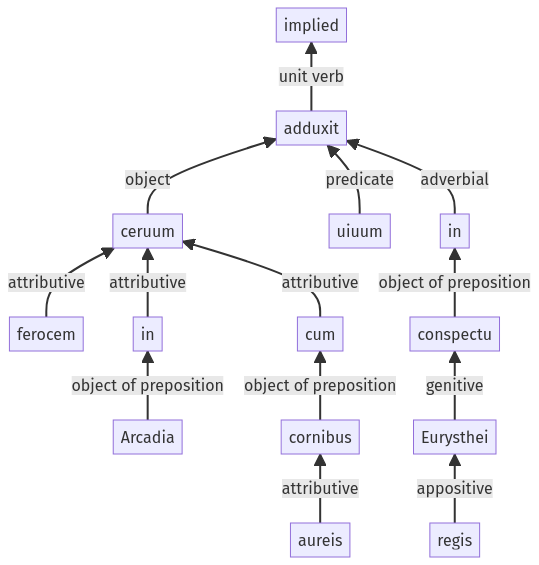 implied
unit verb
adduxit
object predicate adverbial
ceruum uiuum in
attributive attributive attributive object of preposition
ferocem in cum conspectu
object of preposition object of preposition genitive
Arcadia cornibus Eurysthei
attributive appositive
aureis regis